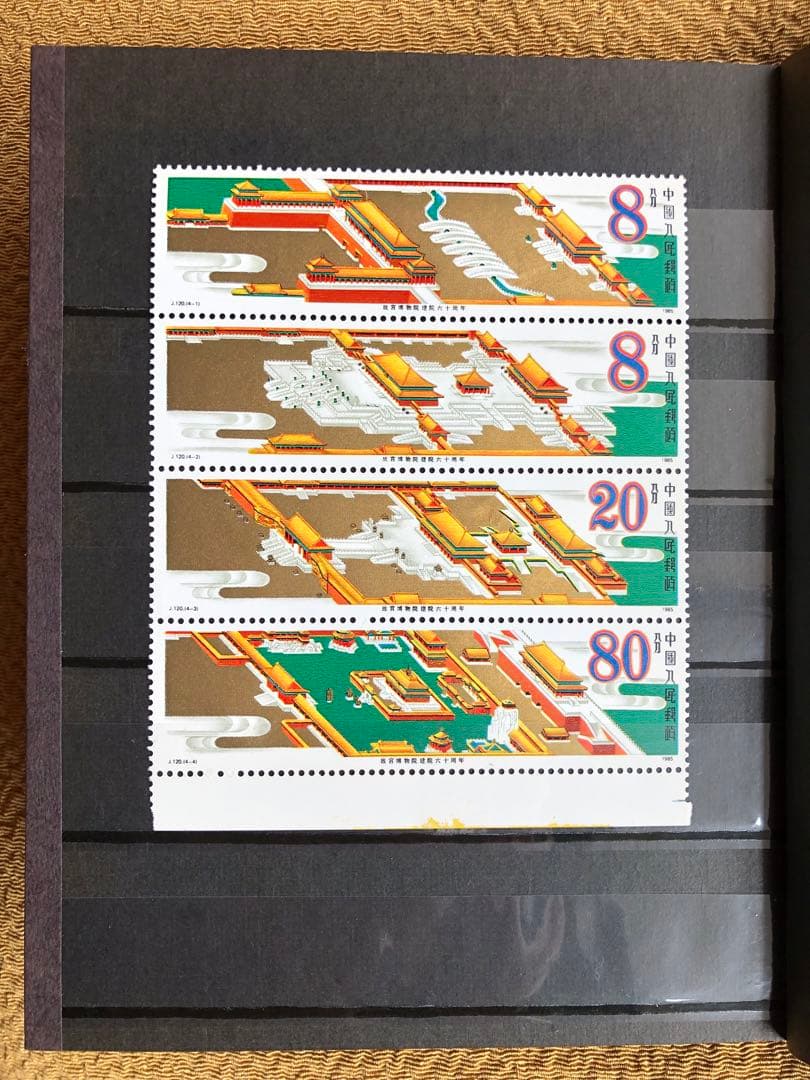 8分
中国人民邮政
J.120.(4-1)
故宫博物院建院六十周年
1985
8分
中国人民邮政
J.120.(4-2)
故宫博物院建院六十周年
1985
20分
中国人民邮政
J.120.(4-3)
故宫博物院建院六十周年
1985
80分
中国人民邮政
J.120.(4-4)
故宫博物院建院六十周年
1985